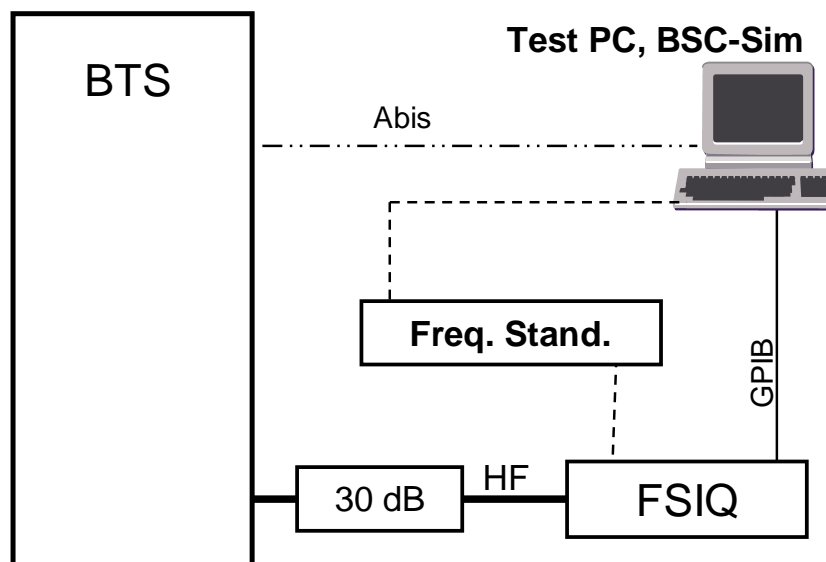 Test PC, BSC-Sim
BTS
Abis
Freq. Stand.
GPIB
HF
30 dB
FSIQ